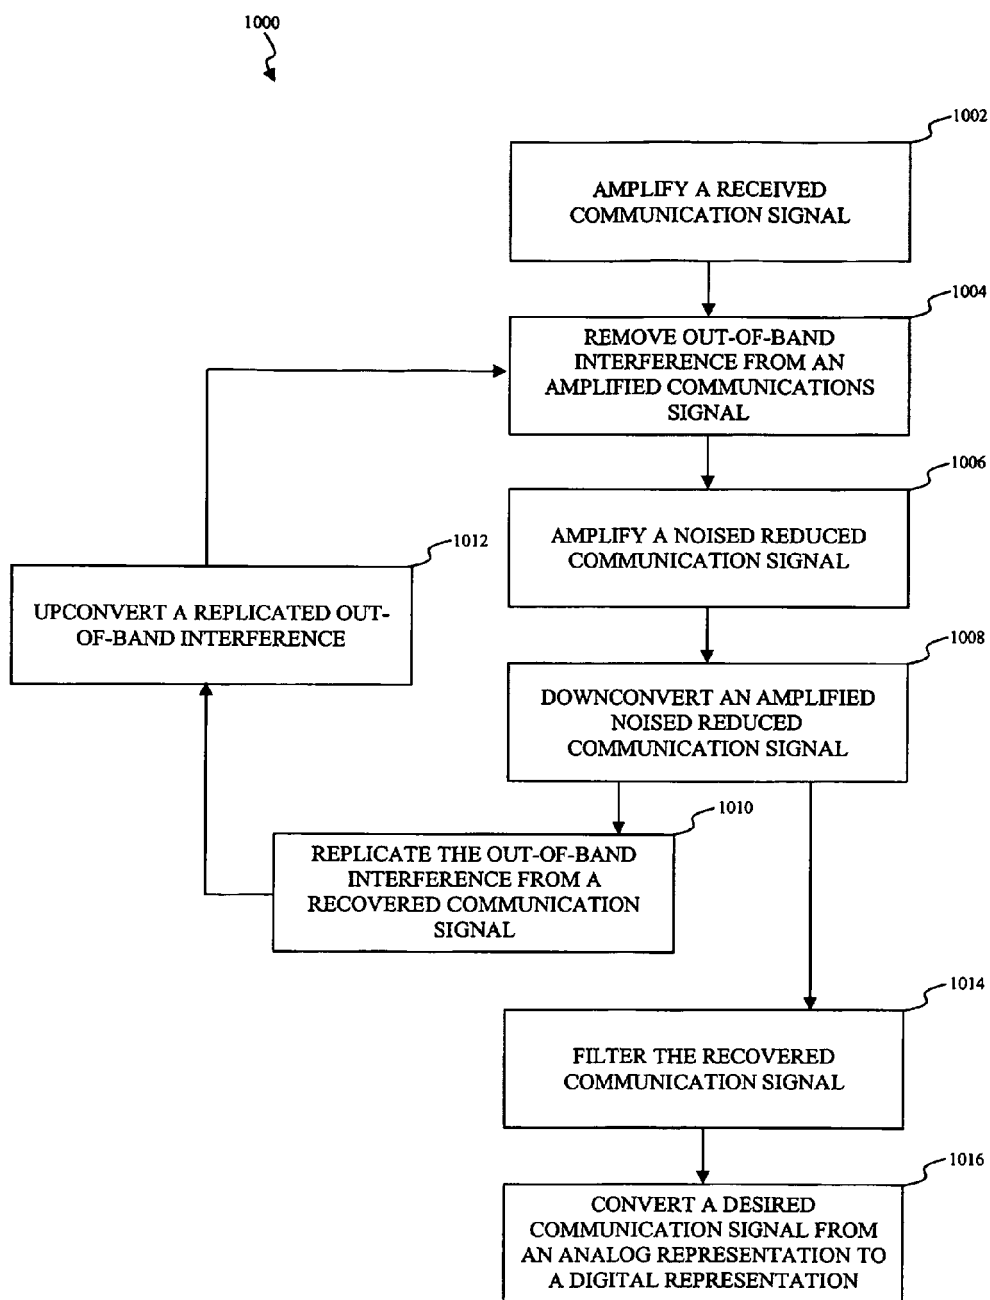 1000
1002
AMPLIFY A RECEIVED
COMMUNICATION SIGNAL
1004
REMOVE OUT-OF-BAND
INTERFERENCE FROM AN
AMPLIFIED COMMUNICATIONS
SIGNAL
1006
AMPLIFY A NOISED REDUCED
COMMUNICATION SIGNAL
1012
UPCONVERT A REPLICATED OUT-
OF-BAND INTERFERENCE
1008
DOWNCONVERT AN AMPLIFIED
NOISED REDUCED
COMMUNICATION SIGNAL
1010
REPLICATE THE OUT-OF-BAND
INTERFERENCE FROM A
RECOVERED COMMUNICATION
SIGNAL
1014
FILTER THE RECOVERED
COMMUNICATION SIGNAL
1016
CONVERT A DESIRED
COMMUNICATION SIGNAL FROM
AN ANALOG REPRESENTATION TO
A DIGITAL REPRESENTATION